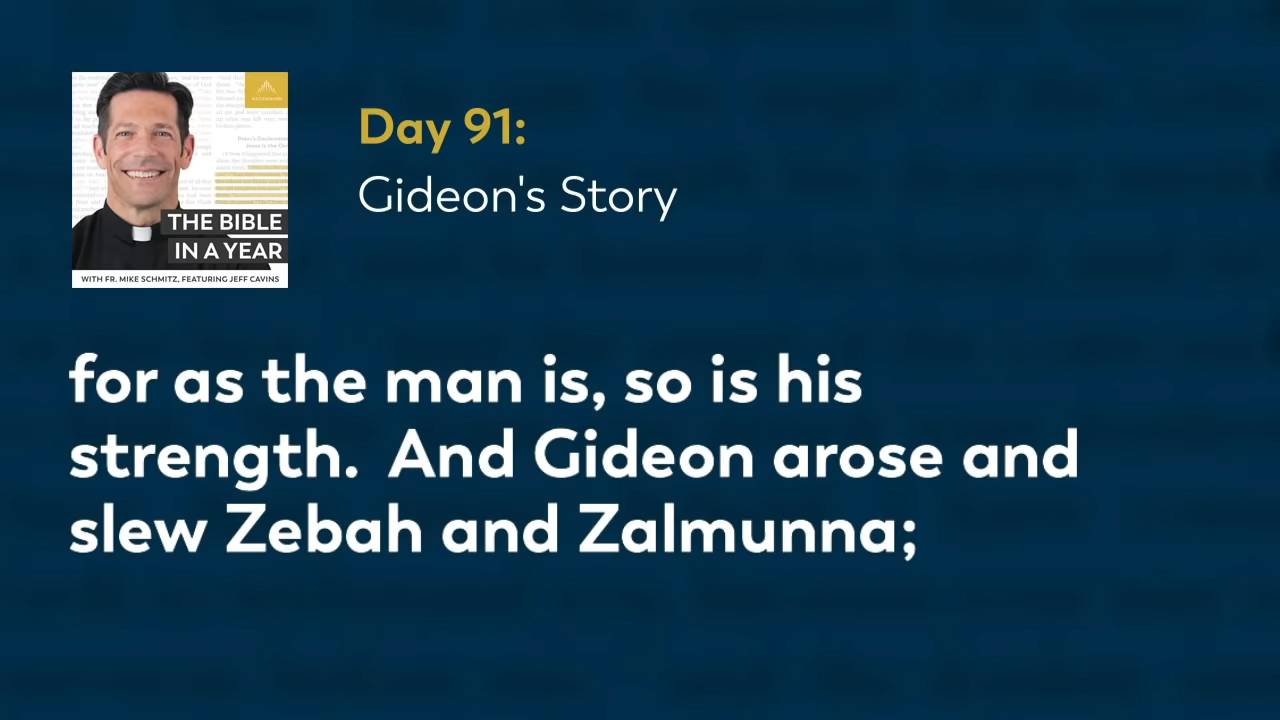 Day 91:
Gideon's Story
THE BIBLE
IN A YEAR
WITH FR. MIKE SCHMITZ, FEATURING JEFF CAVINS
for as the man is, so is his
strength. And Gideon arose and
slew Zebah and Zalmunna;